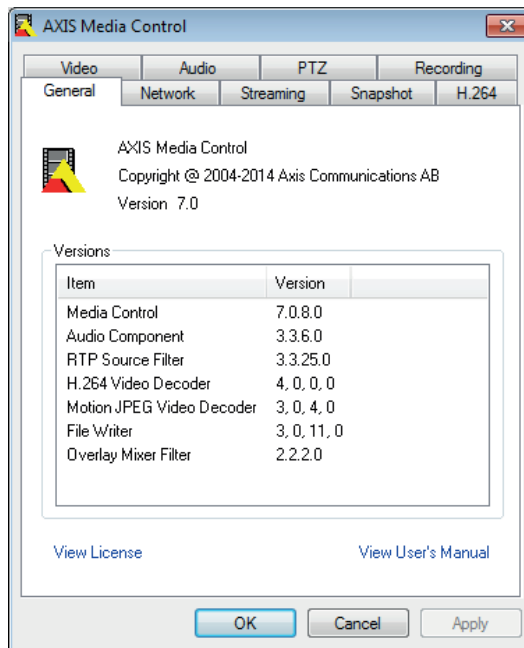 AXIS Media Control
Video Audio PTZ Recording
General Network Streaming Snapshot H.264
AXIS Media Control
Copyright @ 2004-2014 Axis Communications AB
Version 7.0
Versions
Item Version
Media Control 7.0.8.0
Audio Component 3.3.6.0
RTP Source Filter 3.3.25.0
H.264 Video Decoder 4, 0, 0, 0
Motion JPEG Video Decoder 3, 0, 4, 0
File Writer 3, 0, 11, 0
Overlay Mixer Filter 2.2.2.0
View License View User's Manual
OK Cancel Apply